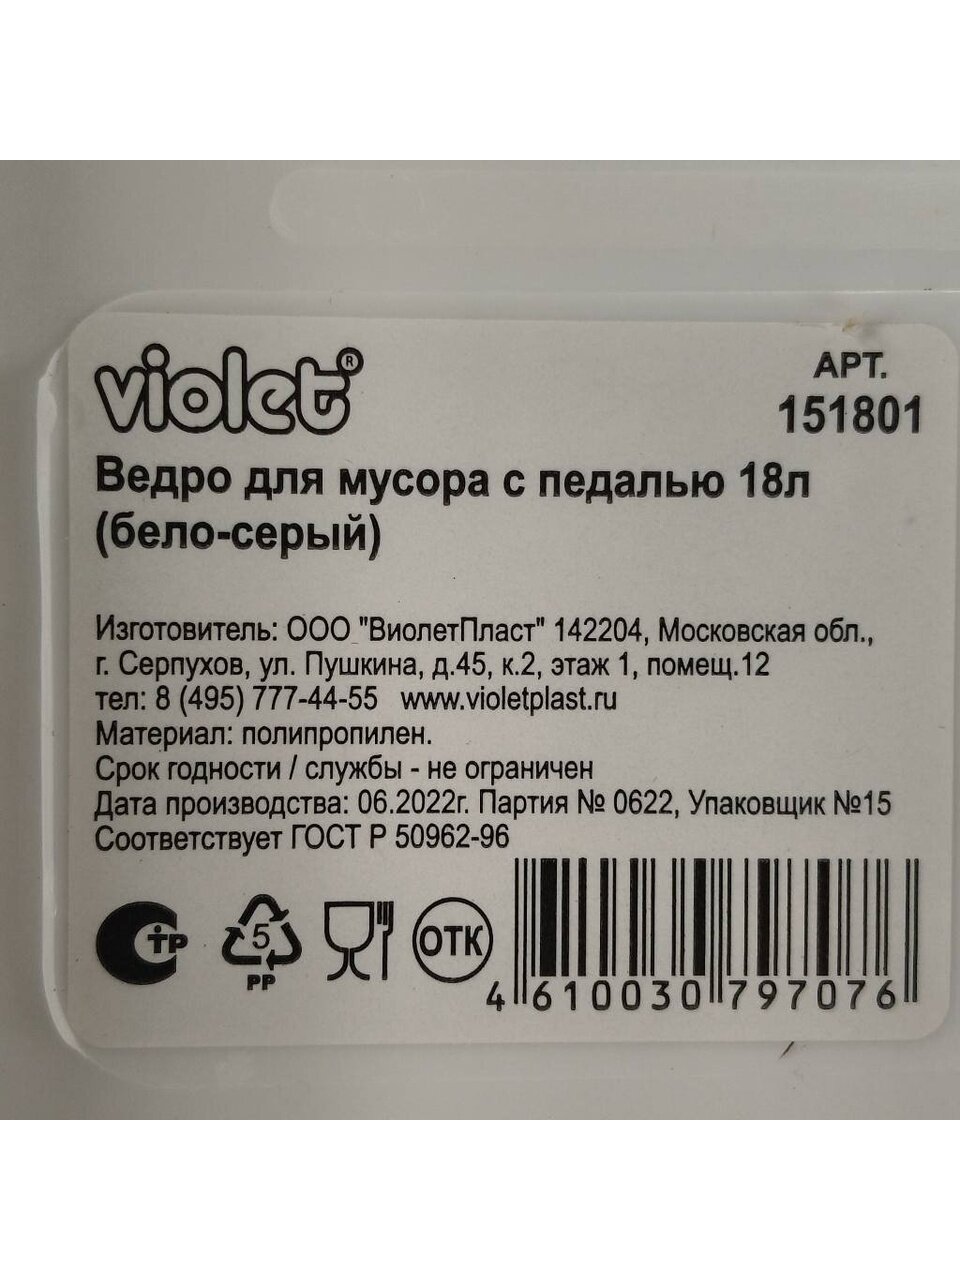 violet®
АРТ.
151801
Ведро для мусора с педалью 18л
(бело-серый)
Изготовитель: ООО "ВиолетПласт" 142204, Московская обл.,
г. Серпухов, ул. Пушкина, д.45, к.2, этаж 1, помещ.12
тел: 8 (495) 777-44-55 www.violetplast.ru
Материал: полипропилен.
Срок годности / службы - не ограничен
Дата производства: 06.2022г. Партия № 0622, Упаковщик №15
Соответствует ГОСТ Р 50962-96
СТР
5
PP
ОТК
4 610030 797076